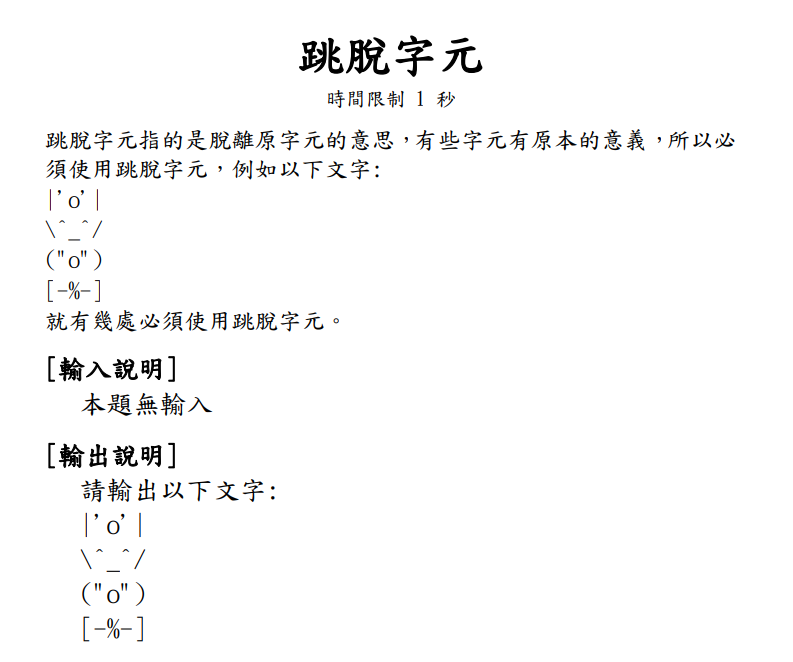 跳脫字元
時間限制 1 秒
跳脫字元指的是脫離原字元的意思，有些字元有原本的意義，所以必
須使用跳脫字元，例如以下文字:
|'o'|
\^_^/
("o")
[-%-]
就有幾處必須使用跳脫字元。
[輸入說明]
本題無輸入
[輸出說明]
請輸出以下文字:
|'o'|
\^_^/
("o")
[-%-]